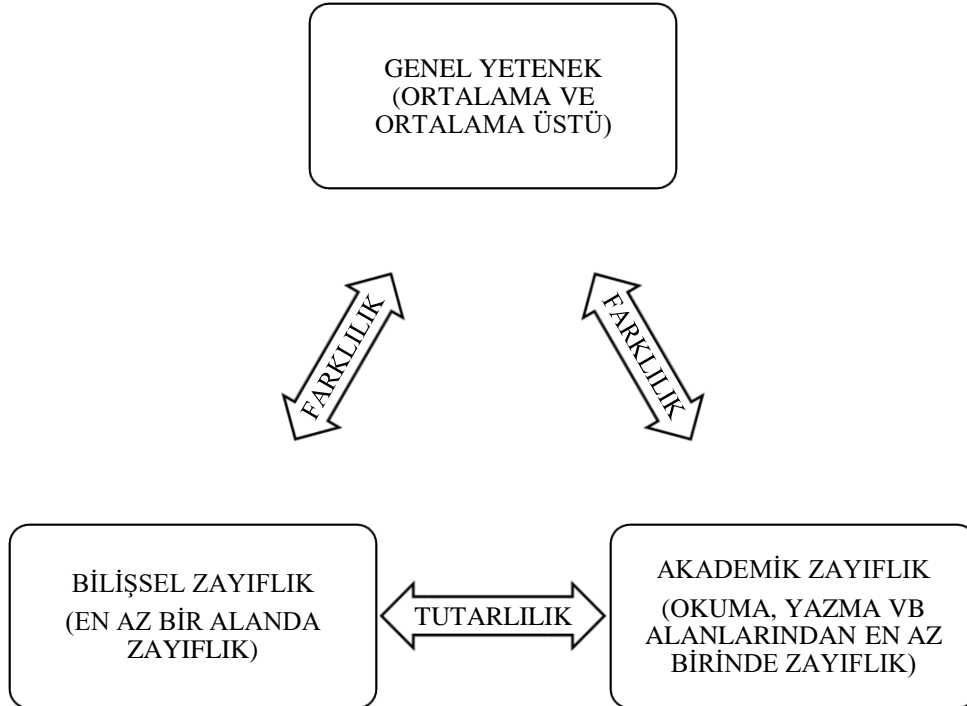 GENEL YETENEK
(ORTALAMA VE
ORTALAMA ÜSTÜ)
FARKLILIK
FARKLILIK
BİLİŞSEL ZAYIFLIK
(EN AZ BİR ALANDA
ZAYIFLIK)
TUTARLILIK
AKADEMİK ZAYIFLIK
(OKUMA, YAZMA VB
ALANLARINDAN EN AZ
BİRİNDE ZAYIFLIK)